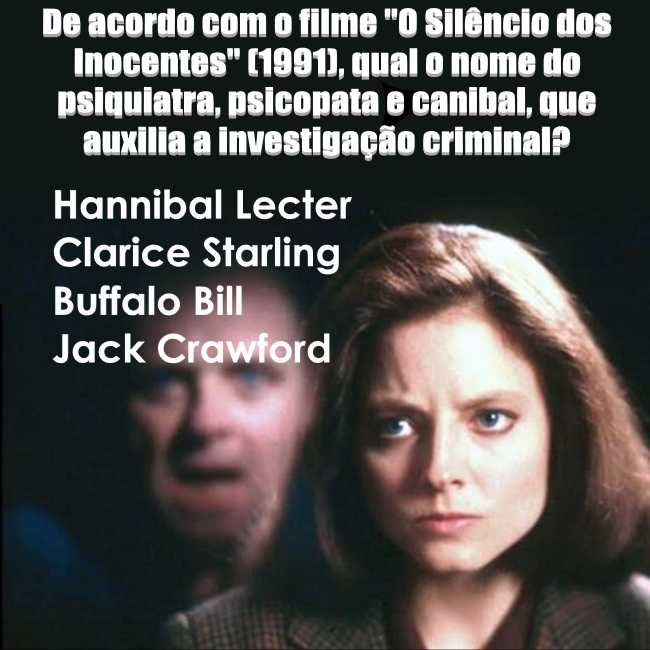 De acordo com o filme "O Silêncio dos
Inocentes" (1991), qual o nome do
psiquiatra, psicopata e canibal, que
auxilia a investigação criminal?
Hannibal Lecter
Clarice Starling
Buffalo Bill
Jack Crawford